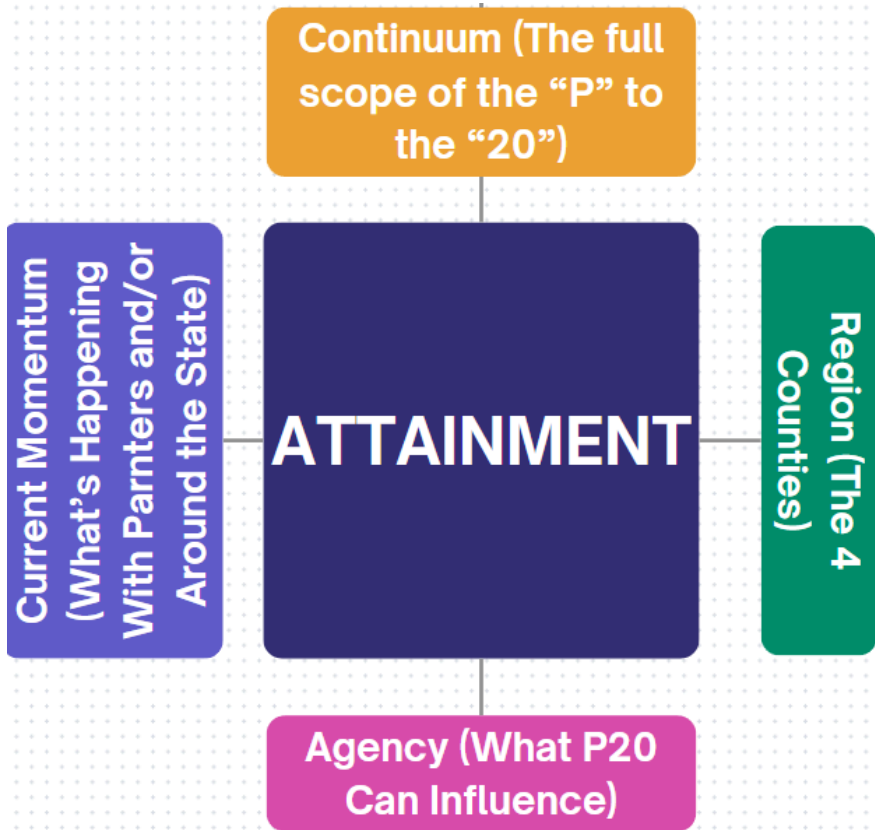 Continuum (The full
scope of the “P” to
the “20”)
Current Momentum
(What’s Happening
With Parnters and/or
Around the State)
ATTAINMENT
Region (The 4
Counties)
Agency (What P20
Can Influence)